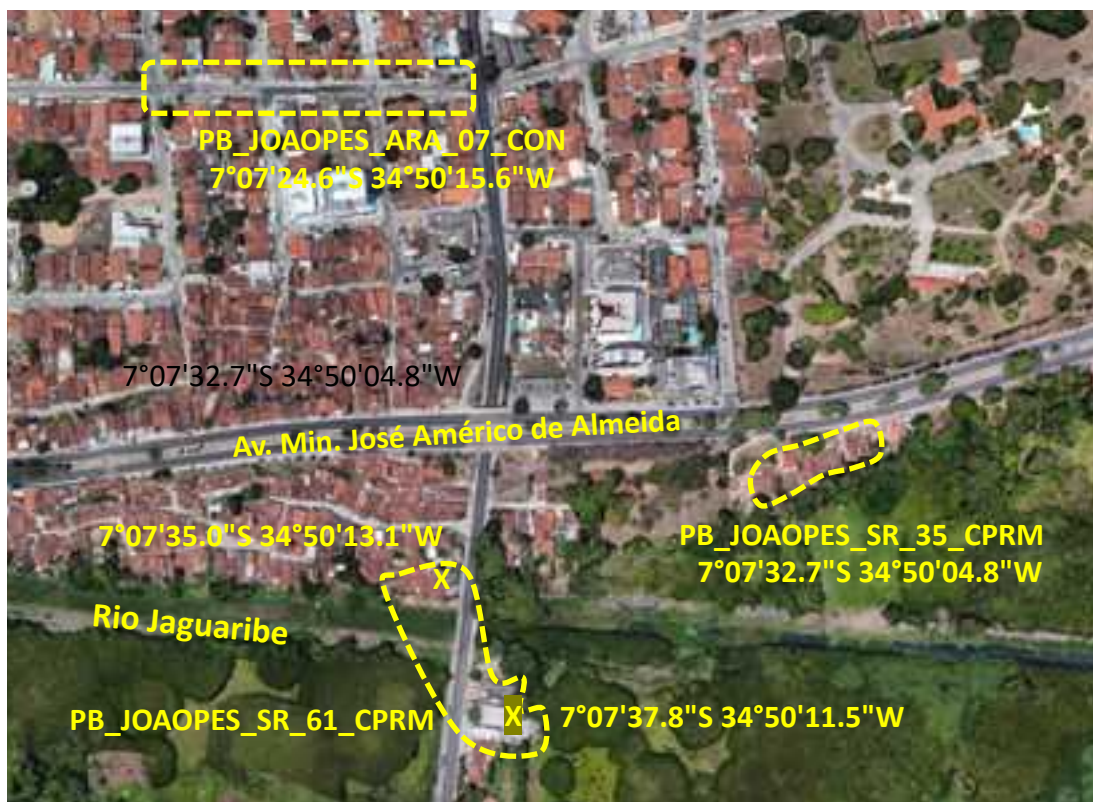 PB_JOAOPES_ARA_07_CON
7°07'24.6"S 34°50'15.6"W
7°07'32.7"S 34°50'04.8"W
Av. Min. José Américo de Almeida
7°07'35.0"S 34°50'13.1"W
X
PB_JOAOPES_SR_35_CPRM
7°07'32.7"S 34°50'04.8"W
Rio Jaguaribe
PB_JOAOPES_SR_61_CPRM
X
7°07'37.8"S 34°50'11.5"W